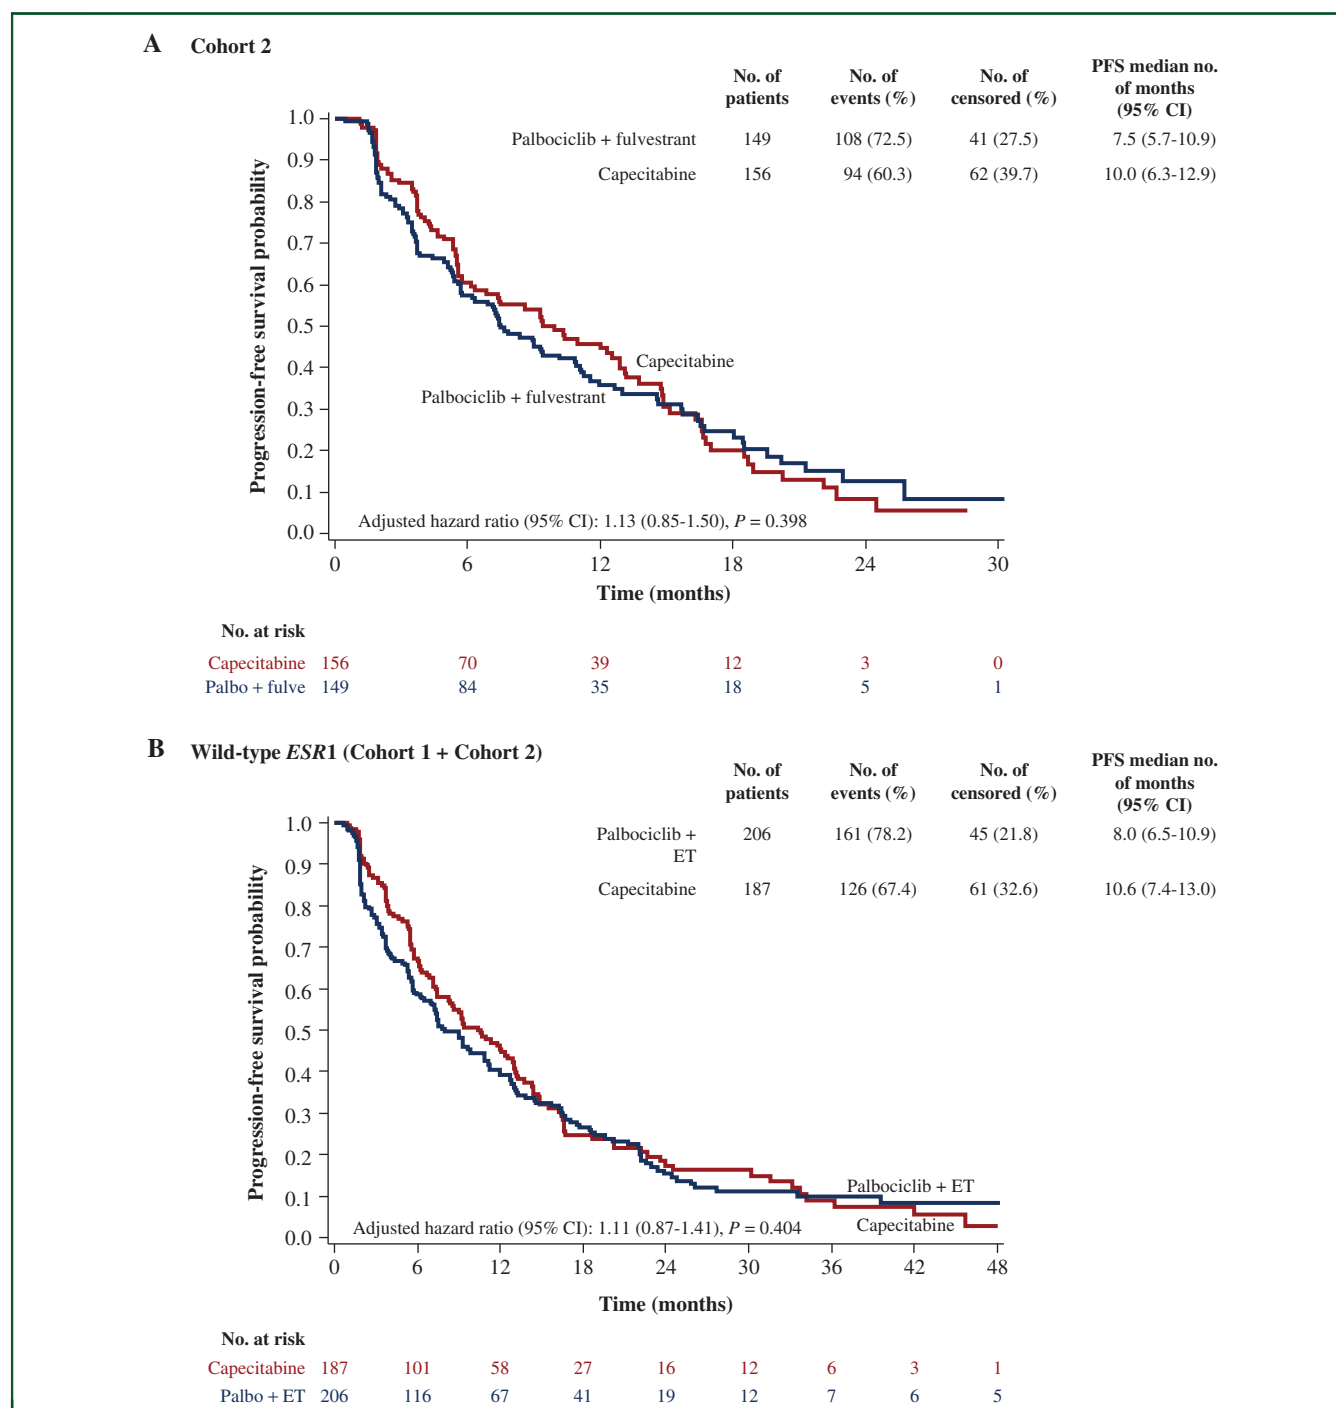 A Cohort 2
No. of patients No. of events (%) No. of censored (%) PFS median no. of months (95% CI)
Palbociclib + fulvestrant 149 108 (72.5) 41 (27.5) 7.5 (5.7-10.9)
Capecitabine 156 94 (60.3) 62 (39.7) 10.0 (6.3-12.9)
Progression-free survival probability
1.0
0.9
0.8
0.7
0.6
0.5
0.4
0.3
0.2
0.1
0.0
Capecitabine
Palbociclib + fulvestrant
Adjusted hazard ratio (95% CI): 1.13 (0.85-1.50), P = 0.398
0 6 12 18 24 30
Time (months)
No. at risk
Capecitabine 156 70 39 12 3 0
Palbo + fulve 149 84 35 18 5 1
B Wild-type ESR1 (Cohort 1 + Cohort 2)
No. of patients No. of events (%) No. of censored (%) PFS median no. of months (95% CI)
Palbociclib + ET 206 161 (78.2) 45 (21.8) 8.0 (6.5-10.9)
Capecitabine 187 126 (67.4) 61 (32.6) 10.6 (7.4-13.0)
Progression-free survival probability
1.0
0.9
0.8
0.7
0.6
0.5
0.4
0.3
0.2
0.1
0.0
Palbociclib + ET
Capecitabine
Adjusted hazard ratio (95% CI): 1.11 (0.87-1.41), P = 0.404
0 6 12 18 24 30 36 42 48
Time (months)
No. at risk
Capecitabine 187 101 58 27 16 12 6 3 1
Palbo + ET 206 116 67 41 19 12 7 6 5